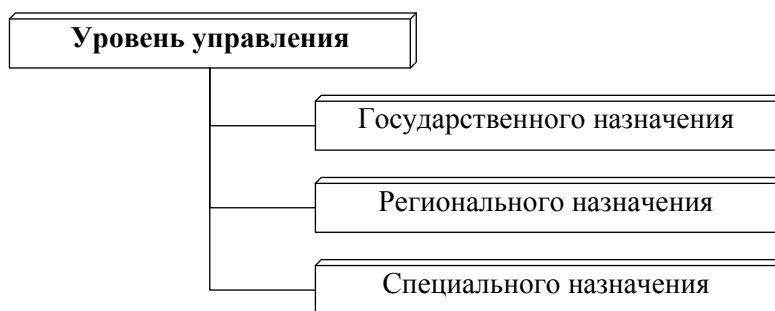 Уровень управления
Государственного назначения
Регионального назначения
Специального назначения